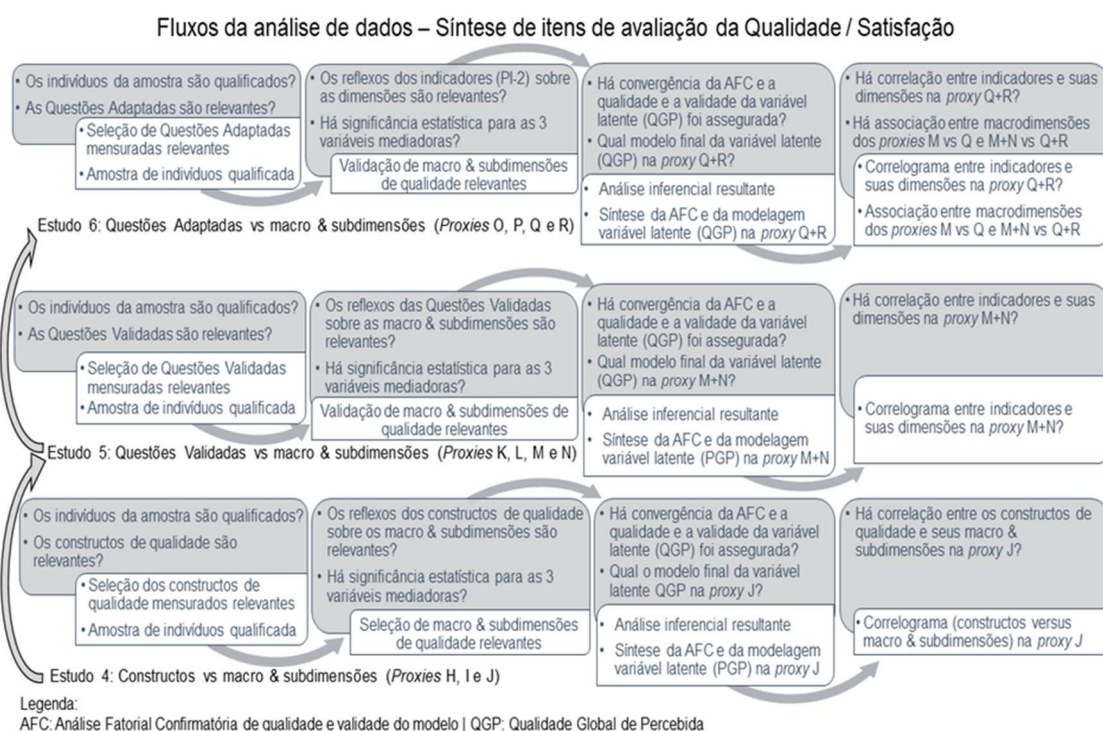 Fluxos da análise de dados – Síntese de itens de avaliação da Qualidade / Satisfação
• Os indivíduos da amostra são qualificados?
• As Questões Adaptadas são relevantes?
• Seleção de Questões Adaptadas
mensuradas relevantes
• Amostra de indivíduos qualificada
• Os reflexos dos indicadores (PI-2) sobre
as dimensões são relevantes?
• Há significância estatística para as 3
variáveis mediadoras?
Validação de macro & subdimensões
de qualidade relevantes
• Há convergência da AFC e a
qualidade e a validade da variável
latente (QGP) foi assegurada?
• Qual modelo final da variável latente
(QGP) na proxy Q+R?
• Análise inferencial resultante
• Síntese da AFC e da modelagem
variável latente (QGP) na proxy Q+R
• Há correlação entre indicadores e suas
dimensões na proxy Q+R?
• Há associação entre macrodimensões
dos proxies M vs Q e M+N vs Q+R
• Correlograma entre indicadores e
suas dimensões na proxy Q+R?
• Associação entre macrodimensões
dos proxies M vs Q e M+N vs Q+R
Estudo 6: Questões Adaptadas vs macro & subdimensões (Proxies O, P, Q e R)
• Os indivíduos da amostra são qualificados?
• As Questões Validadas são relevantes?
• Seleção de Questões Validadas
mensuradas relevantes
• Amostra de indivíduos qualificada
• Os reflexos das Questões Validadas
sobre as macro & subdimensões são
relevantes?
• Há significância estatística para as 3
variáveis mediadoras?
Validação de macro & subdimensões de
qualidade relevantes
• Há convergência da AFC e a
qualidade e a validade da variável
latente (QGP) foi assegurada?
• Qual modelo final da variável latente
(QGP) na proxy M+N?
• Análise inferencial resultante
• Síntese da AFC e da modelagem
variável latente (PGP) na proxy M+N
• Há correlação entre indicadores e suas
dimensões na proxy M+N?
• Correlograma entre indicadores e
suas dimensões na proxy M+N?
Estudo 5: Questões Validadas vs macro & subdimensões (Proxies K, L, M e N)
• Os indivíduos da amostra são qualificados?
• Os constructos de qualidade são
relevantes?
• Seleção dos constructos de
qualidade mensurados relevantes
• Amostra de indivíduos qualificada
• Os reflexos dos constructos de qualidade
sobre os macro & subdimensões são
relevantes?
• Há significância estatística para as 3
variáveis mediadoras?
Seleção de macro & subdimensões
de qualidade relevantes
• Há convergência da AFC e a
qualidade e a validade da variável
latente (QGP) foi assegurada?
• Qual o modelo final da variável
latente QGP na proxy J?
• Análise inferencial resultante
• Síntese da AFC e da modelagem
variável latente (PGP) na proxy J
• Há correlação entre os constructos de
qualidade e seus macro &
subdimensões na proxy J?
• Correlograma (constructos versus
macro & subdimensões) na proxy J
Estudo 4: Constructos vs macro & subdimensões (Proxies H, I e J)
Legenda:
AFC: Análise Fatorial Confirmatória de qualidade e validade do modelo | QGP: Qualidade Global de Percebida